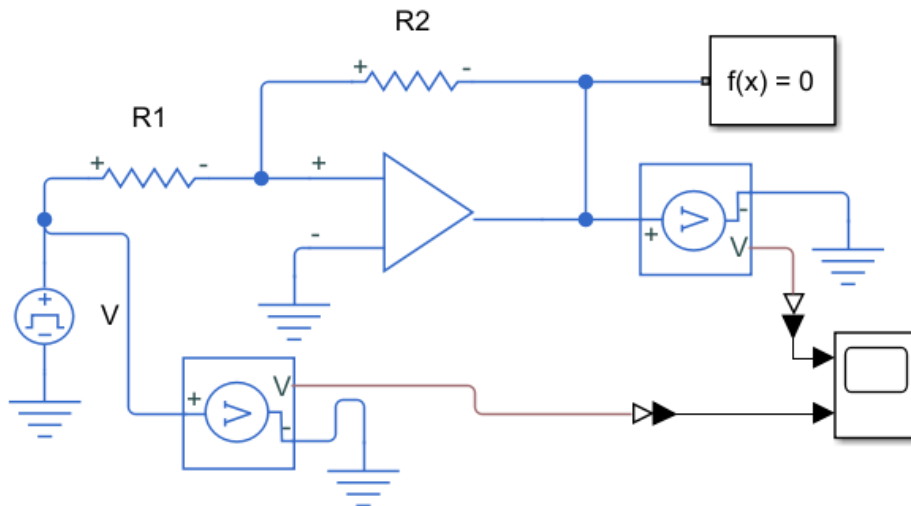 R2
+ -
f(x) = 0
R1
+ -
+
-
V
+
-
V
+
-
V
V
+
V
-